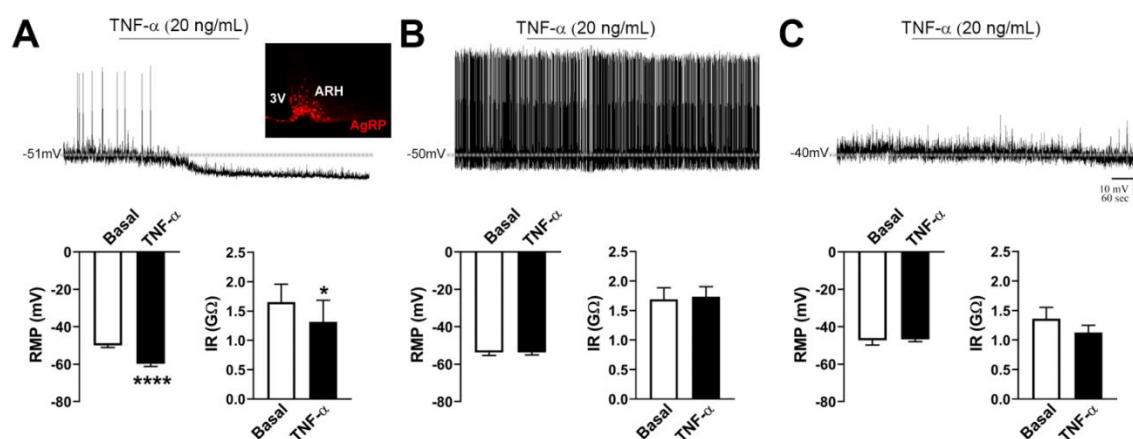 A
TNF-α (20 ng/mL)
3V
ARH
AgRP
-51mV
B
TNF-α (20 ng/mL)
-50mV
C
TNF-α (20 ng/mL)
-40mV
10 mV
60 sec
Basal
TNF-α
0
-20
-40
-60
-80
RMP (mV)
****
2.5
2.0
1.5
1.0
0.5
0.0
IR (GΩ)
*
Basal
TNF-α
Basal
TNF-α
0
-20
-40
-60
-80
RMP (mV)
2.5
2.0
1.5
1.0
0.5
0.0
IR (GΩ)
Basal
TNF-α
Basal
TNF-α
0
-20
-40
-60
-80
RMP (mV)
2.5
2.0
1.5
1.0
0.5
0.0
IR (GΩ)
Basal
TNF-α